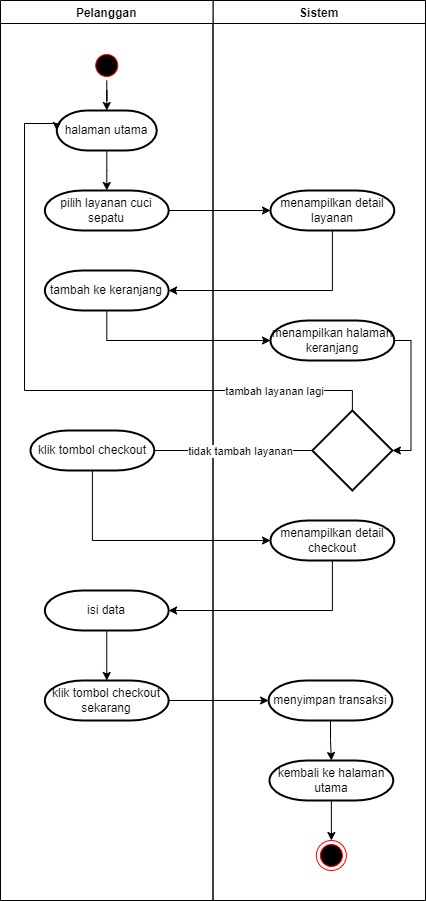 Pelanggan
Sistem
halaman utama
pilih layanan cuci
sepatu
menampilkan detail
layanan
tambah ke keranjang
menampilkan halaman
keranjang
tambah layanan lagi
klik tombol checkout
tidak tambah layanan
menampilkan detail
checkout
isi data
klik tombol checkout
sekarang
menyimpan transaksi
kembali ke halaman
utama